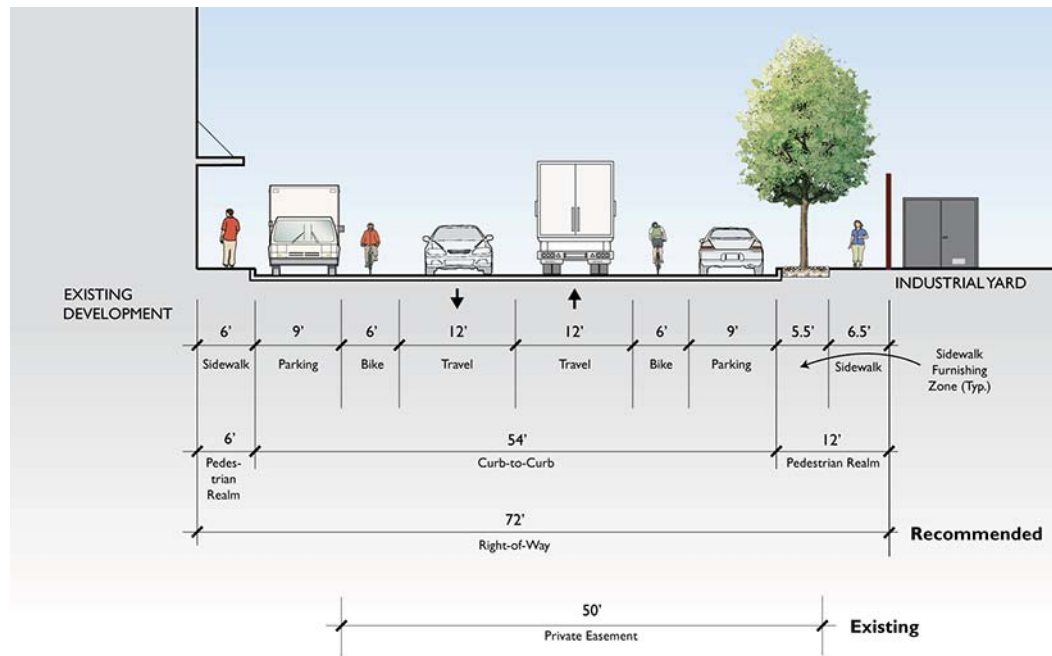 EXISTING
DEVELOPMENT
INDUSTRIAL YARD
6’
9’
6’
12’
12’
6’
9’
5.5’
6.5’
Sidewalk
Parking
Bike
Travel
Travel
Bike
Parking
Sidewalk
Sidewalk
Furnishing
Zone (Typ.)
6’
54’
12’
Pedes-
trian
Realm
Curb-to-Curb
Pedestrian Realm
72’
Right-of-Way
Recommended
50’
Private Easement
Existing